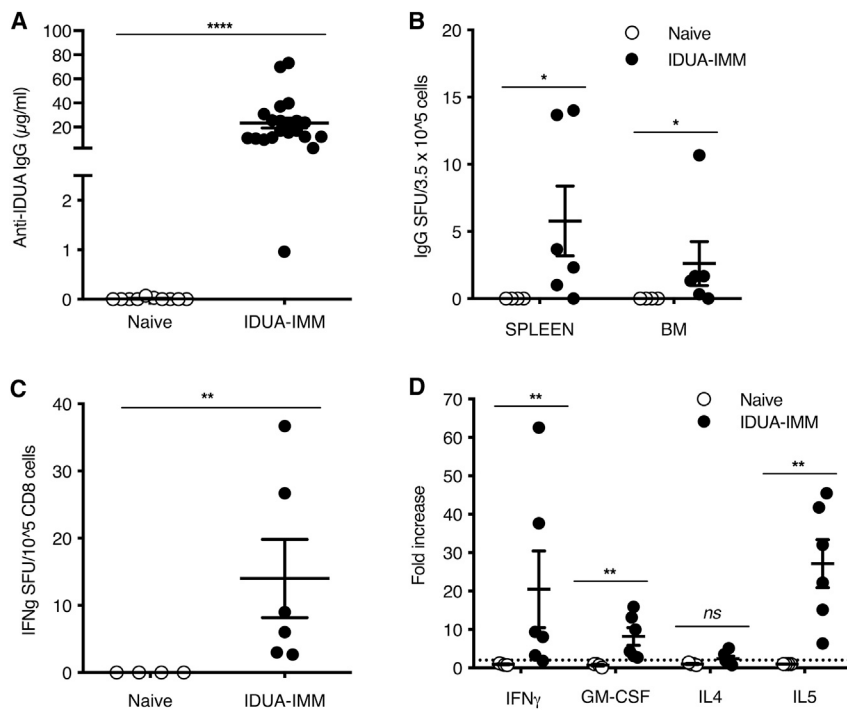 A
****
Anti-IDUA IgG (µg/ml)
100
80
60
40
20
2
1
0
Naive
IDUA-IMM
B
Naive
IDUA-IMM
*
*
IgG SFU/3.5 x 10^5 cells
20
15
10
5
0
SPLEEN
BM
C
**
IFNg SFU/10^5 CD8 cells
40
30
20
10
0
Naive
IDUA-IMM
D
Naive
IDUA-IMM
**
**
ns
**
Fold increase
70
60
50
40
30
20
10
0
IFNγ
GM-CSF
IL4
IL5